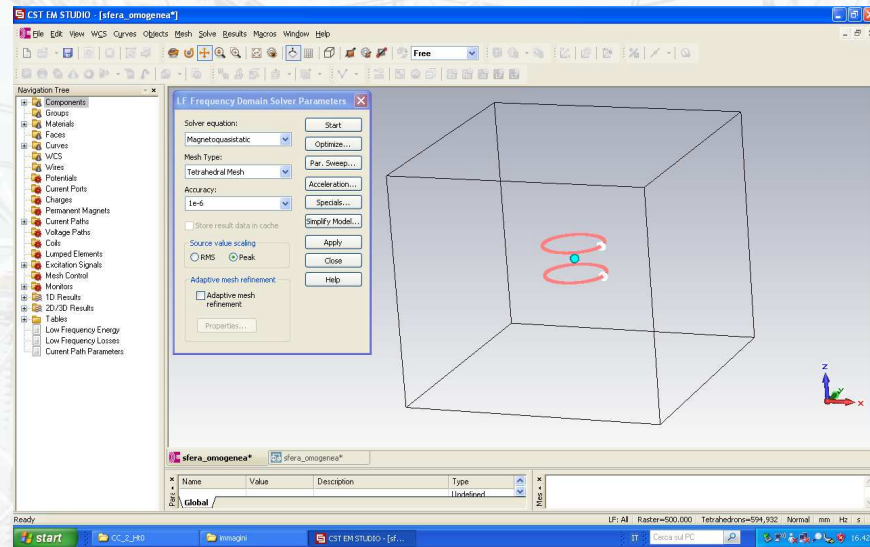 CST EM STUDIO - [sfera_omogenea*]
File Edit View WCS Curves Objects Mesh Solve Results Macros Window Help
Free
Navigation Tree
Components
Groups
Materials
Faces
Curves
WCS
Wires
Potentials
Current Ports
Charges
Permanent Magnets
Current Paths
Voltage Paths
Coils
Lumped Elements
Excitation Signals
Mesh Control
Monitors
1D Results
2D/3D Results
Tables
Low Frequency Energy
Low Frequency Losses
Current Path Parameters
LF Frequency Domain Solver Parameters
Solver equation:
Magnetoquasistatic
Mesh Type:
Tetrahedral Mesh
Accuracy:
1e-6
Store result data in cache
Source value scaling
RMS Peak
Adaptive mesh refinement
Adaptive mesh
refinement
Properties...
Start
Optimize...
Par. Sweep...
Acceleration...
Specials...
Simplify Model...
Apply
Close
Help
z
y
x
sfera_omogenea* sfera_omogenea*
Name Value Description Type
Undefined
Global
Para
Mes
Ready LF: All Raster=500.000 Tetrahedrons=594,932 Normal mm Hz s
start CC_2_Ht0 immagini CST EM STUDIO - [sf... IT Cerca sul PC 16.42